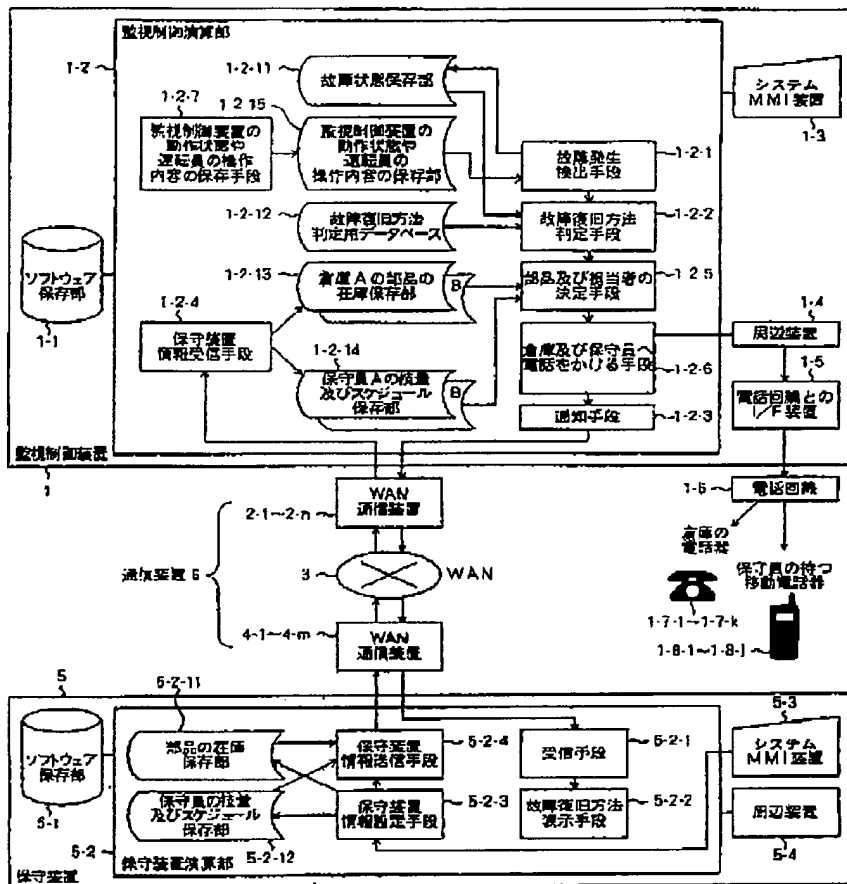 監視制御演算部
1-2
1-2-11
故障状態保存部
システム
MMI装置
1-3
1-2-7
1-2-15
監視制御装置の
動作状態や
運転員の操作
内容の保存手段
監視制御装置の
動作状態や
運転員の
操作内容の保存部
故障発生
検出手段
1-2-1
1-2-12
故障復旧方法
判定用データベース
故障復旧方法
判定手段
1-2-2
ソフトウェア
保存部
1-1
1-2-13
倉庫Aの部品の
在庫保存部
B
部品及び担当者の
決定手段
1-2-5
1-2-4
保守装置
情報受信手段
1-2-14
保守員Aの技量
及びスケジュール
保存部
B
倉庫及び保守員へ
電話をかける手段
1-2-6
通知手段
1-2-3
1-4
周辺装置
1-5
電話回線との
I/F装置
監視制御装置
1
1-6
電話回線
WAN
通信装置
2-1~2-n
倉庫の
電話器
保守員の持つ
移動電話器
通信装置6
3
WAN
1-7-1~1-7-k
1-8-1~1-8-j
4-1~4-m
WAN
通信装置
5
5-2-11
5-3
ソフトウェア
保存部
5-1
部品の在庫
保存部
保守装置
情報送信手段
5-2-4
受信手段
5-2-1
システム
MMI装置
保守員の技量
及びスケジュール
保存部
保守装置
情報設定手段
5-2-3
故障復旧方法
表示手段
5-2-2
周辺装置
5-4
5-2
5-2-12
保守装置演算部
保守装置